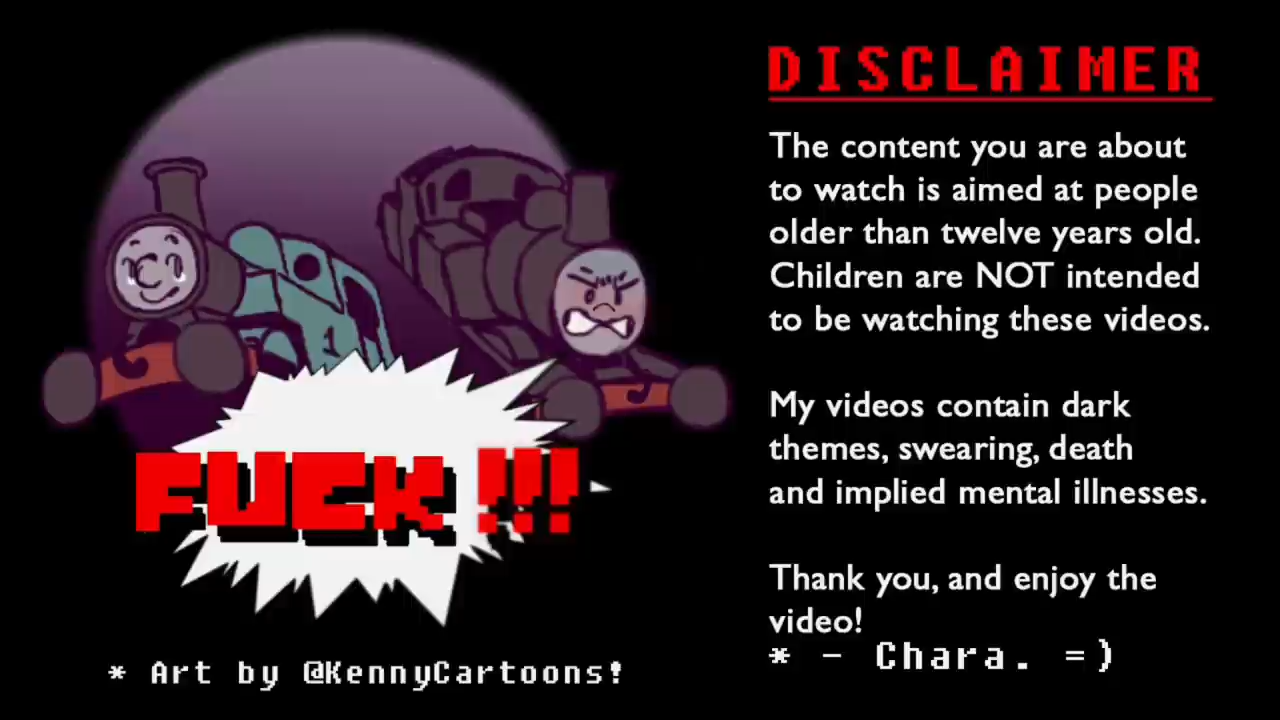 DISCLAIMER
The content you are about
to watch is aimed at people
older than twelve years old.
Children are NOT intended
to be watching these videos.
My videos contain dark
themes, swearing, death
and implied mental illnesses.
Thank you, and enjoy the
video!
* - Chara. =)
1
FUCK!!!
* Art by @KennyCartoons!